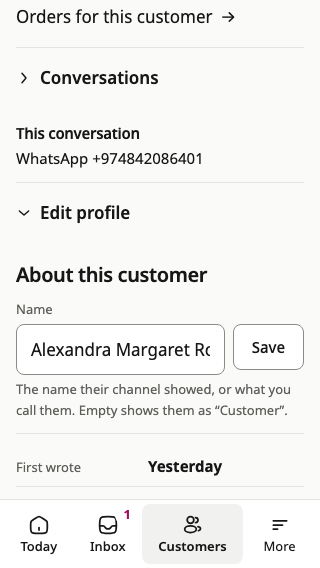 Orders for this customer →
Conversations
This conversation
WhatsApp +974842086401
Edit profile
About this customer
Name
Alexandra Margaret
Save
The name their channel showed, or what you
call them. Empty shows them as “Customer”.
First wrote
Yesterday
1
Today
Inbox
Customers
More